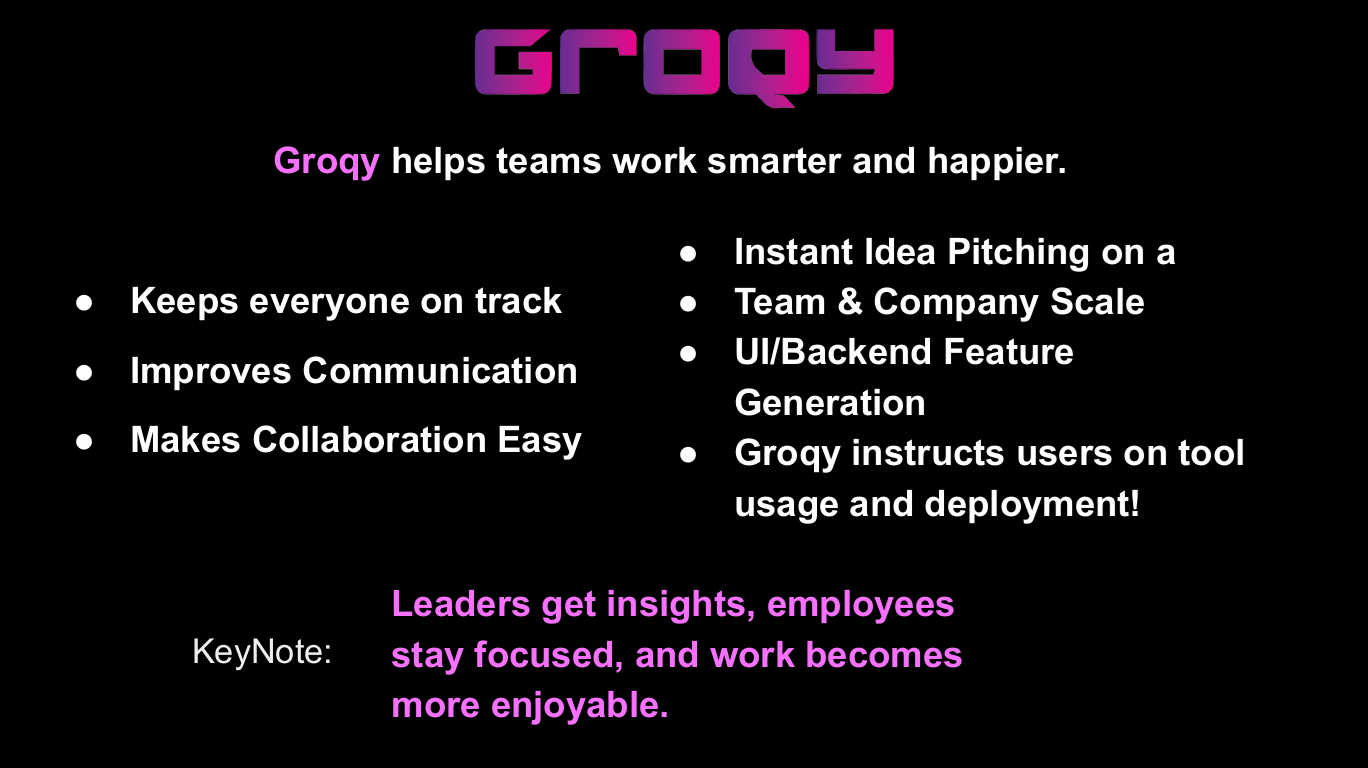 Groqy
Groqy helps teams work smarter and happier.
● Keeps everyone on track
● Improves Communication
● Makes Collaboration Easy
● Instant Idea Pitching on a
● Team & Company Scale
● UI/Backend Feature
Generation
● Groqy instructs users on tool
usage and deployment!
KeyNote:
Leaders get insights, employees
stay focused, and work becomes
more enjoyable.